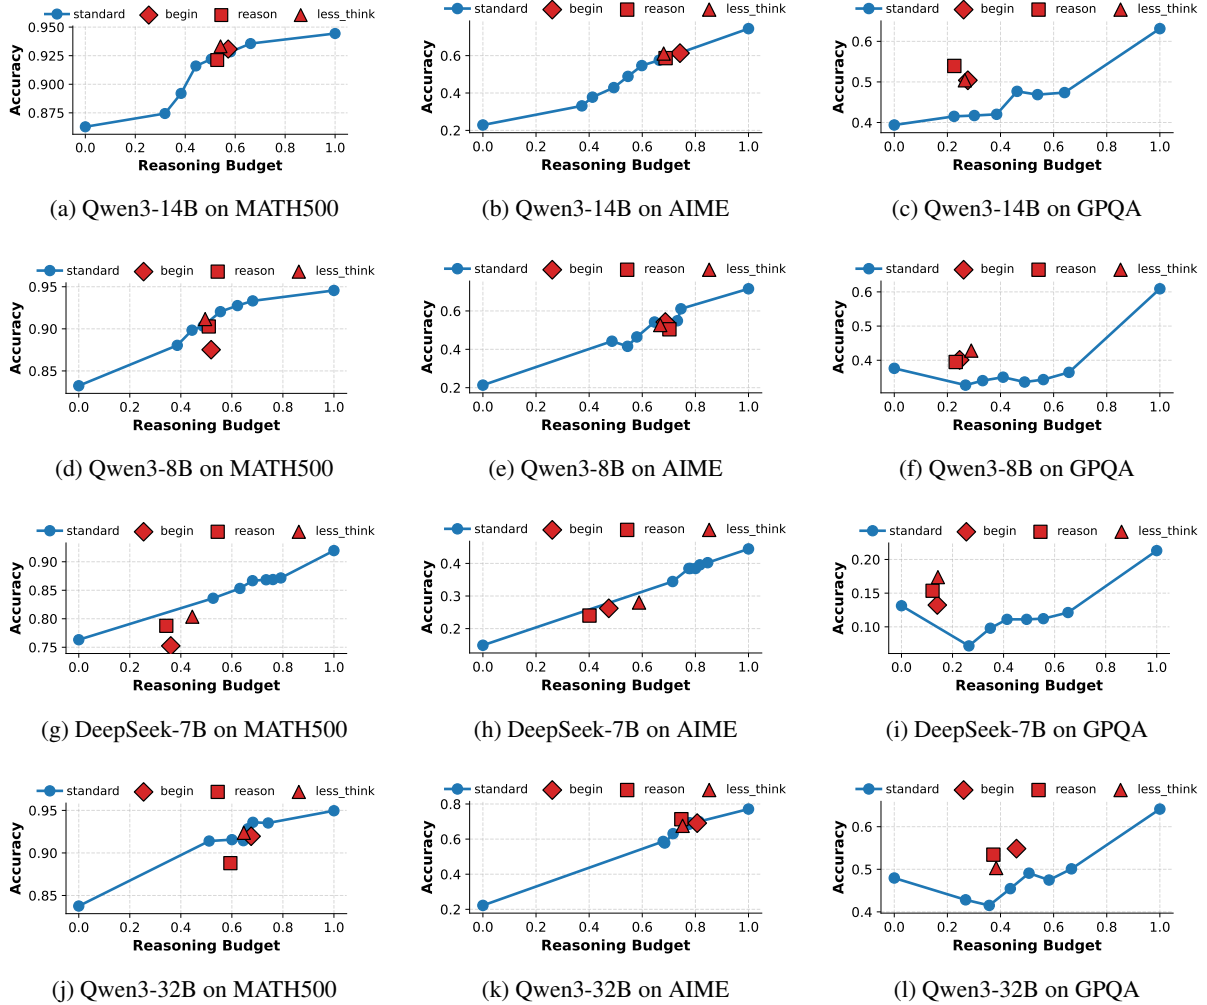 standard begin reason less_think
standard begin reason less_think
standard begin reason less_think
Accuracy
0.950
0.925
0.900
0.875
0.0 0.2 0.4 0.6 0.8 1.0
Reasoning Budget
Accuracy
0.6
0.4
0.2
0.0 0.2 0.4 0.6 0.8 1.0
Reasoning Budget
Accuracy
0.6
0.5
0.4
0.0 0.2 0.4 0.6 0.8 1.0
Reasoning Budget
(a) Qwen3-14B on MATH500
(b) Qwen3-14B on AIME
(c) Qwen3-14B on GPQA
standard begin reason less_think
standard begin reason less_think
standard begin reason less_think
Accuracy
0.95
0.90
0.85
0.0 0.2 0.4 0.6 0.8 1.0
Reasoning Budget
Accuracy
0.6
0.4
0.2
0.0 0.2 0.4 0.6 0.8 1.0
Reasoning Budget
Accuracy
0.6
0.5
0.4
0.0 0.2 0.4 0.6 0.8 1.0
Reasoning Budget
(d) Qwen3-8B on MATH500
(e) Qwen3-8B on AIME
(f) Qwen3-8B on GPQA
standard begin reason less_think
standard begin reason less_think
standard begin reason less_think
Accuracy
0.90
0.85
0.80
0.75
0.0 0.2 0.4 0.6 0.8 1.0
Reasoning Budget
Accuracy
0.4
0.3
0.2
0.0 0.2 0.4 0.6 0.8 1.0
Reasoning Budget
Accuracy
0.20
0.15
0.10
0.0 0.2 0.4 0.6 0.8 1.0
Reasoning Budget
(g) DeepSeek-7B on MATH500
(h) DeepSeek-7B on AIME
(i) DeepSeek-7B on GPQA
standard begin reason less_think
standard begin reason less_think
standard begin reason less_think
Accuracy
0.95
0.90
0.85
0.0 0.2 0.4 0.6 0.8 1.0
Reasoning Budget
Accuracy
0.8
0.6
0.4
0.2
0.0 0.2 0.4 0.6 0.8 1.0
Reasoning Budget
Accuracy
0.6
0.5
0.4
0.0 0.2 0.4 0.6 0.8 1.0
Reasoning Budget
(j) Qwen3-32B on MATH500
(k) Qwen3-32B on AIME
(l) Qwen3-32B on GPQA